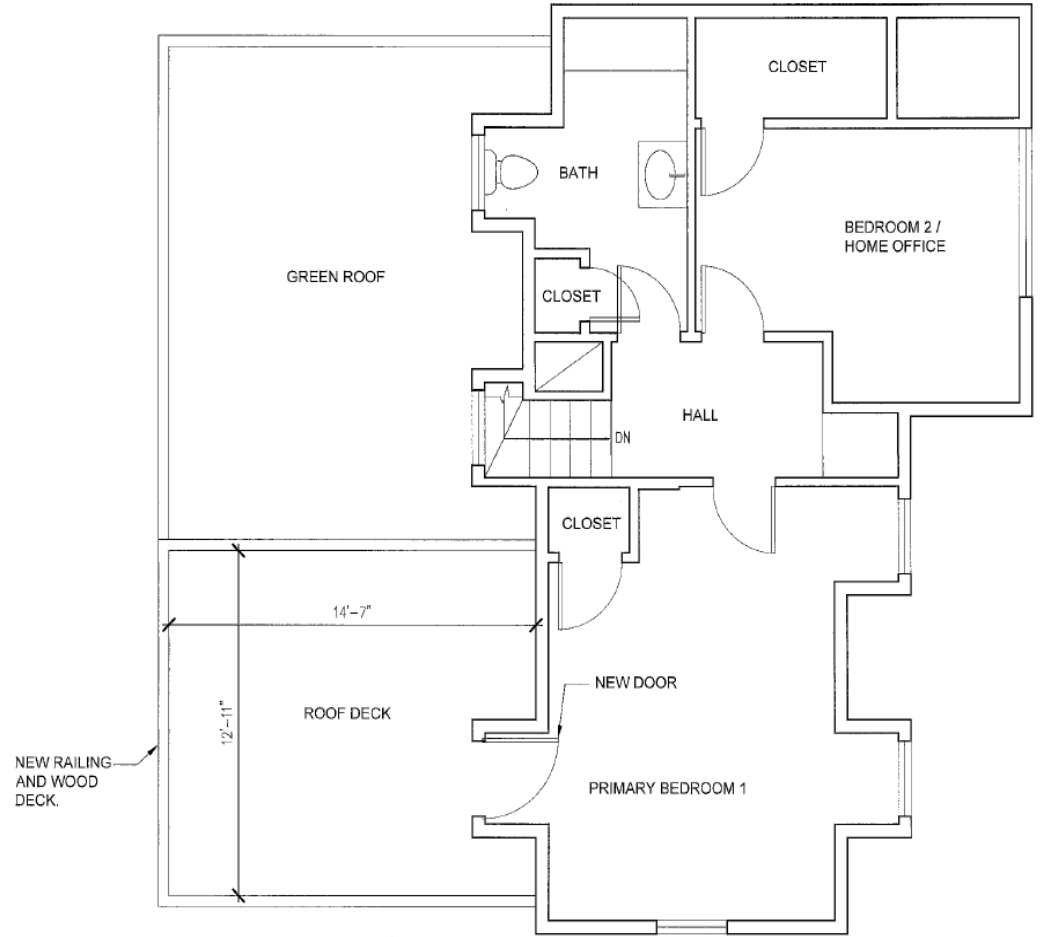 CLOSET
BATH
BEDROOM 2 /
HOME OFFICE
GREEN ROOF
CLOSET
HALL
DN
CLOSET
14'-7"
NEW DOOR
ROOF DECK
12'-11"
NEW RAILING
AND WOOD
DECK.
PRIMARY BEDROOM 1